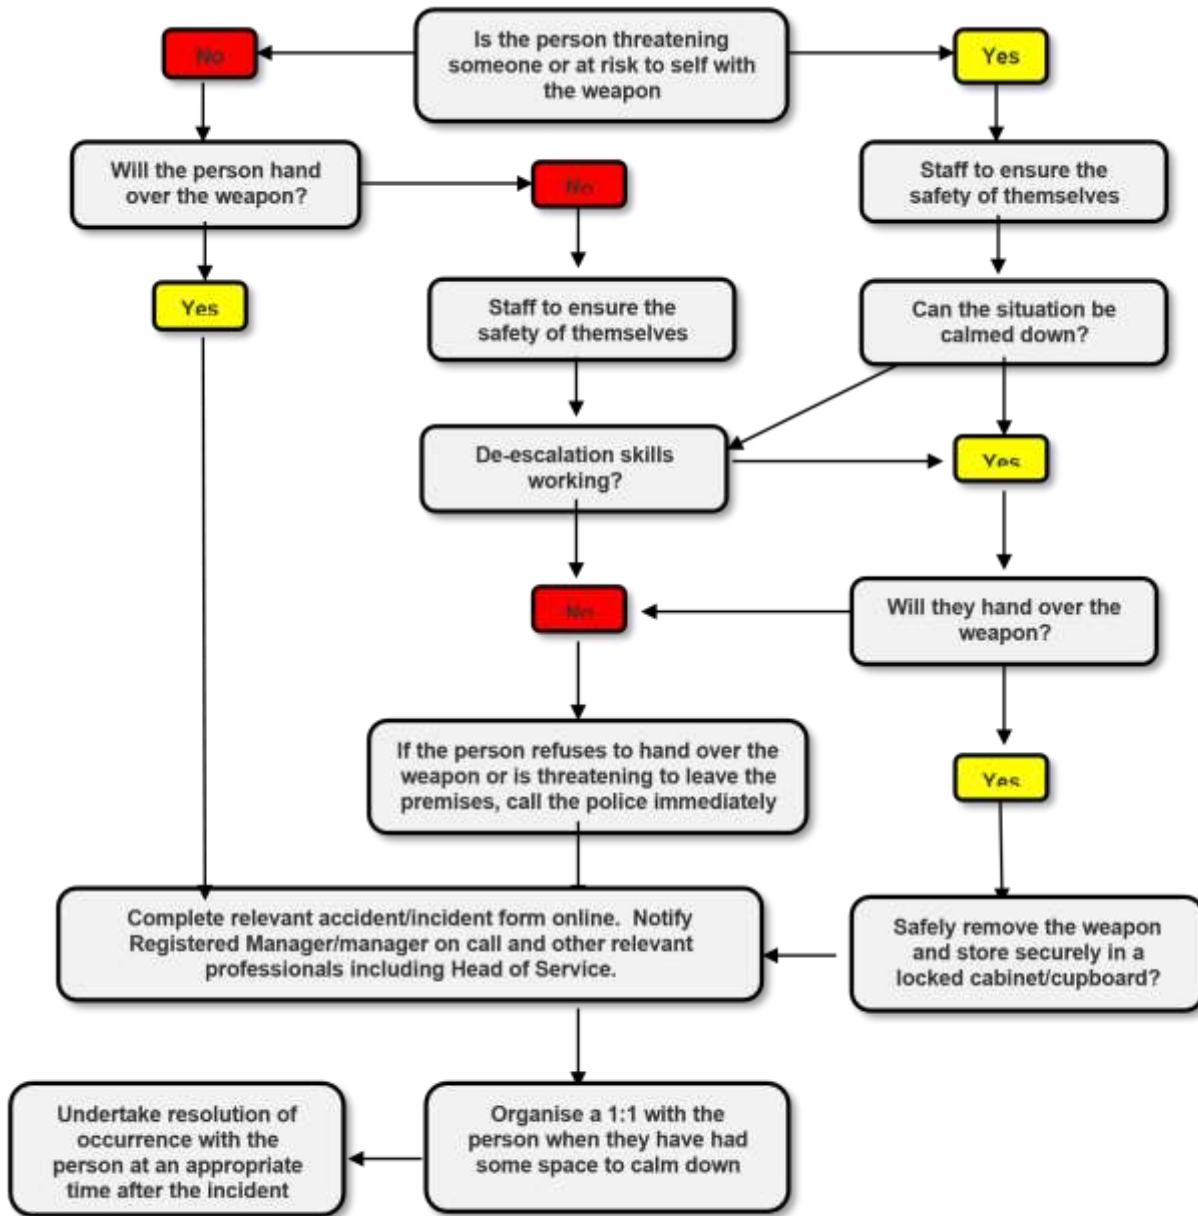 Is the person threatening
someone or at risk to self with
the weapon
No
Yes
Will the person hand
over the weapon?
No
Staff to ensure the
safety of themselves
Yes
Staff to ensure the
safety of themselves
Can the situation be
calmed down?
De-escalation skills
working?
Yes
No
Will they hand over the
weapon?
If the person refuses to hand over the
weapon or is threatening to leave the
premises, call the police immediately
Yes
Complete relevant accident/incident form online.  Notify
Registered Manager/manager on call and other relevant
professionals including Head of Service.
Safely remove the weapon
and store securely in a
locked cabinet/cupboard?
Undertake resolution of
occurrence with the
person at an appropriate
time after the incident
Organise a 1:1 with the
person when they have had
some space to calm down